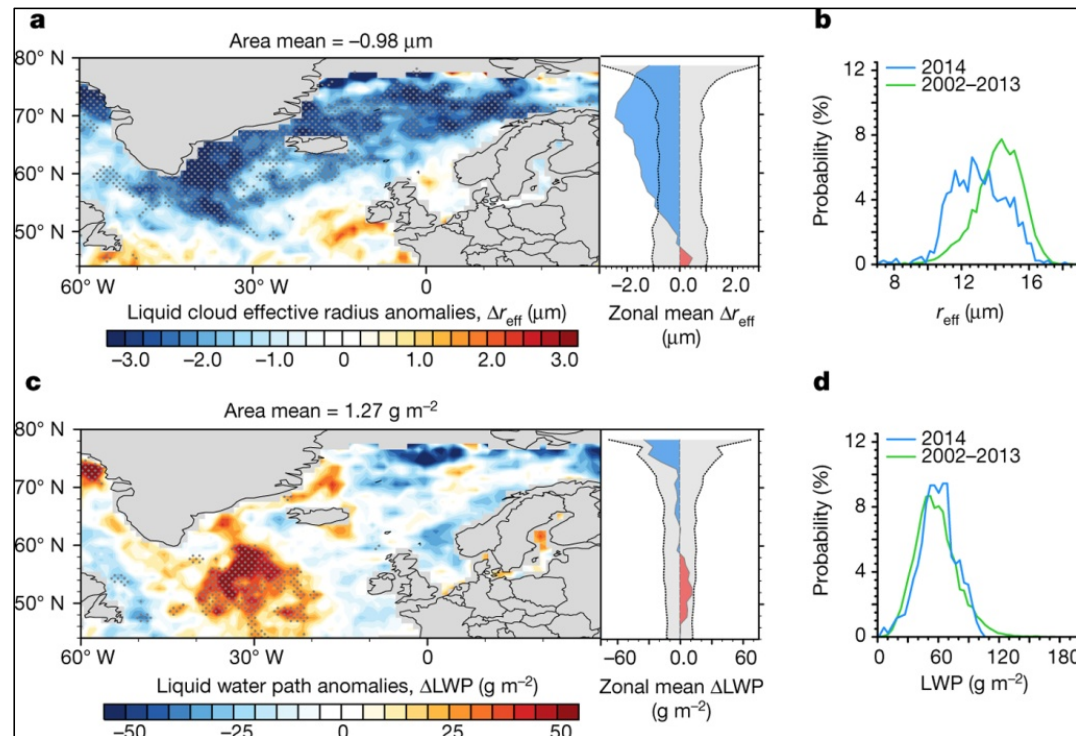 a
Area mean = −0.98 μm
80° N
70° N
60° N
50° N
60° W
30° W
0
Liquid cloud effective radius anomalies, Δr_eff (μm)
−3.0 −2.0 −1.0 0 1.0 2.0 3.0
−2.0 0.0 2.0
Zonal mean Δr_eff
(μm)
b
2014
2002–2013
Probability (%)
12
8
4
0
8 12 16
r_eff (μm)
c
Area mean = 1.27 g m⁻²
80° N
70° N
60° N
50° N
60° W
30° W
0
Liquid water path anomalies, ΔLWP (g m⁻²)
−50 −25 0 25 50
−60 0.0 60
Zonal mean ΔLWP
(g m⁻²)
d
2014
2002–2013
Probability (%)
12
8
4
0
0 60 120 180
LWP (g m⁻²)